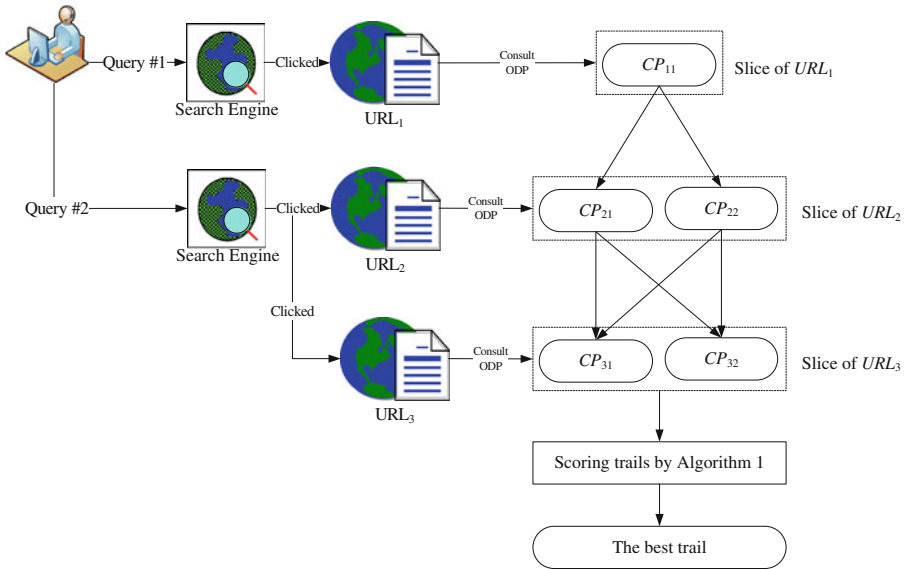 Query #1
Search Engine
Clicked
URL₁
Consult
ODP
CP₁₁
Slice of URL₁
Query #2
Search Engine
Clicked
URL₂
Consult
ODP
CP₂₁
CP₂₂
Slice of URL₂
Clicked
URL₃
Consult
ODP
CP₃₁
CP₃₂
Slice of URL₃
Scoring trails by Algorithm 1
The best trail